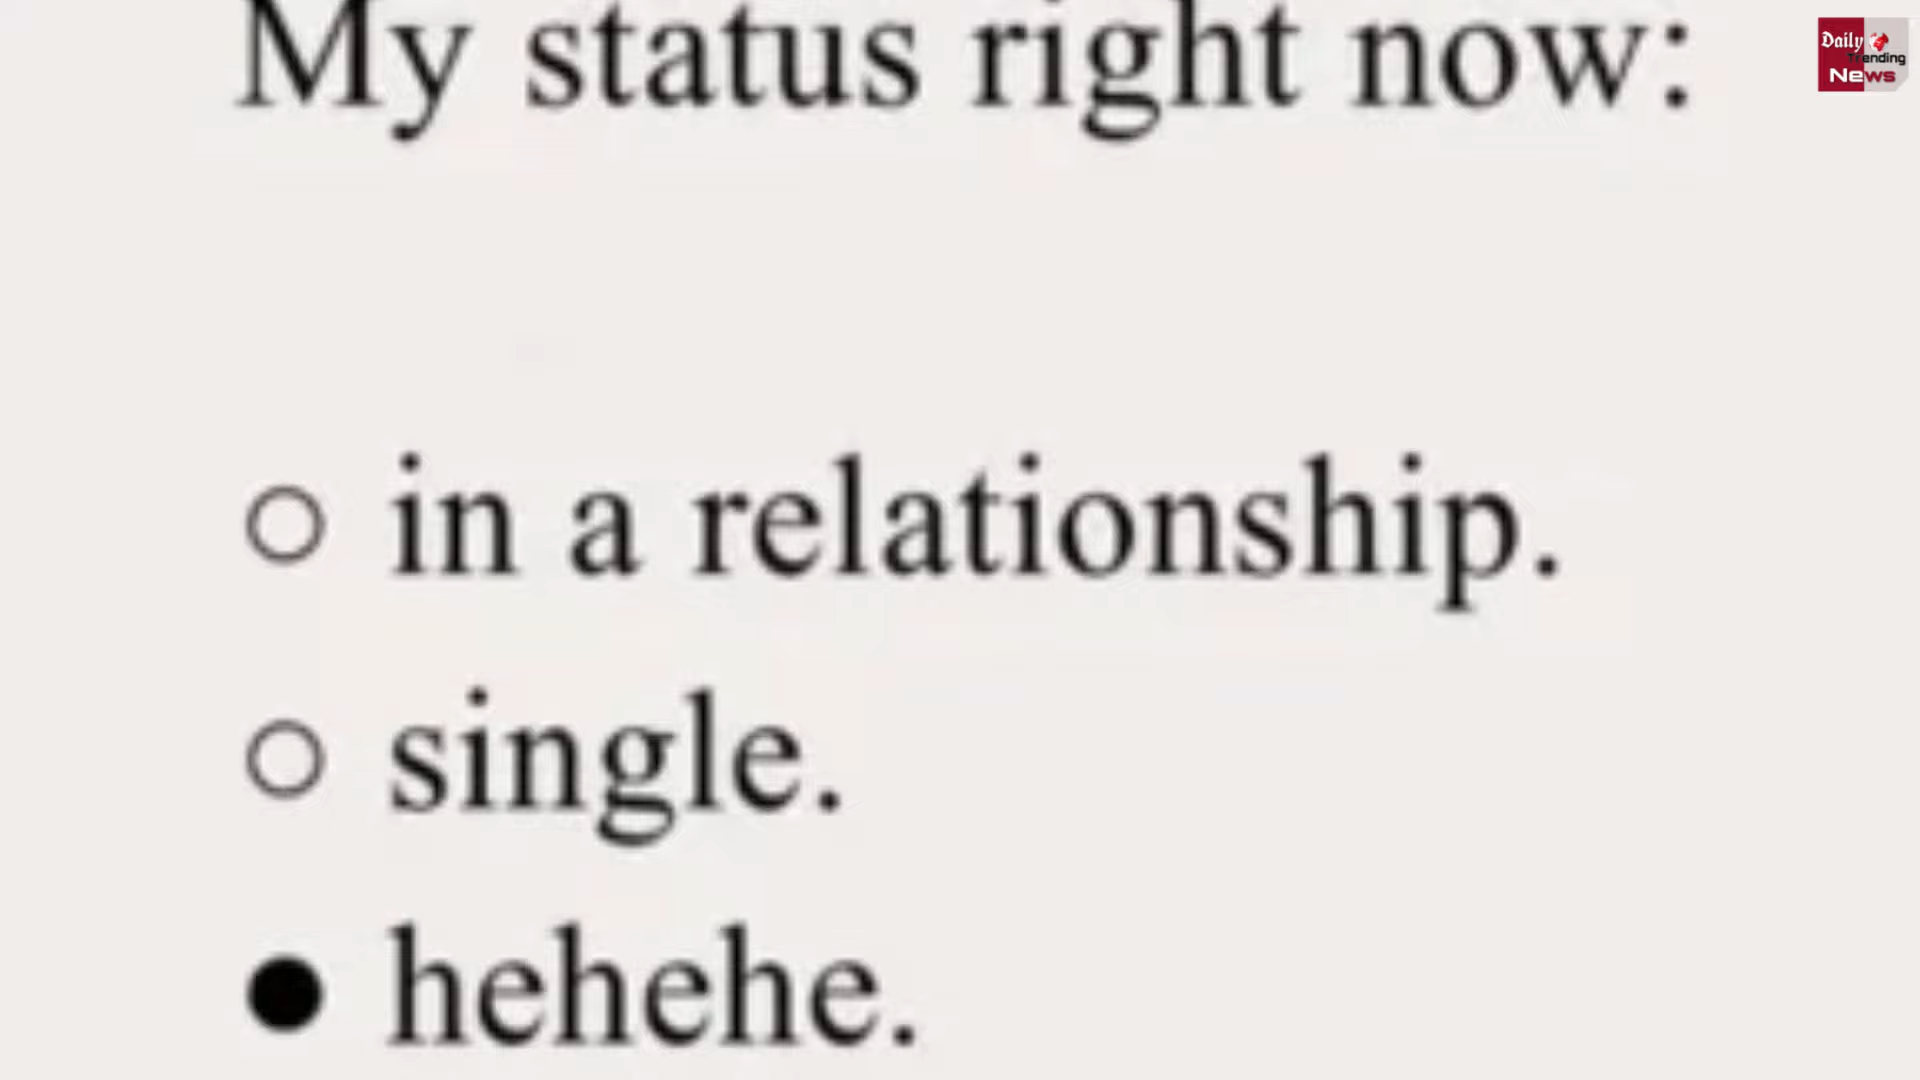 My status right now:
Daily
Trending
News
in a relationship.
single.
hehehe.